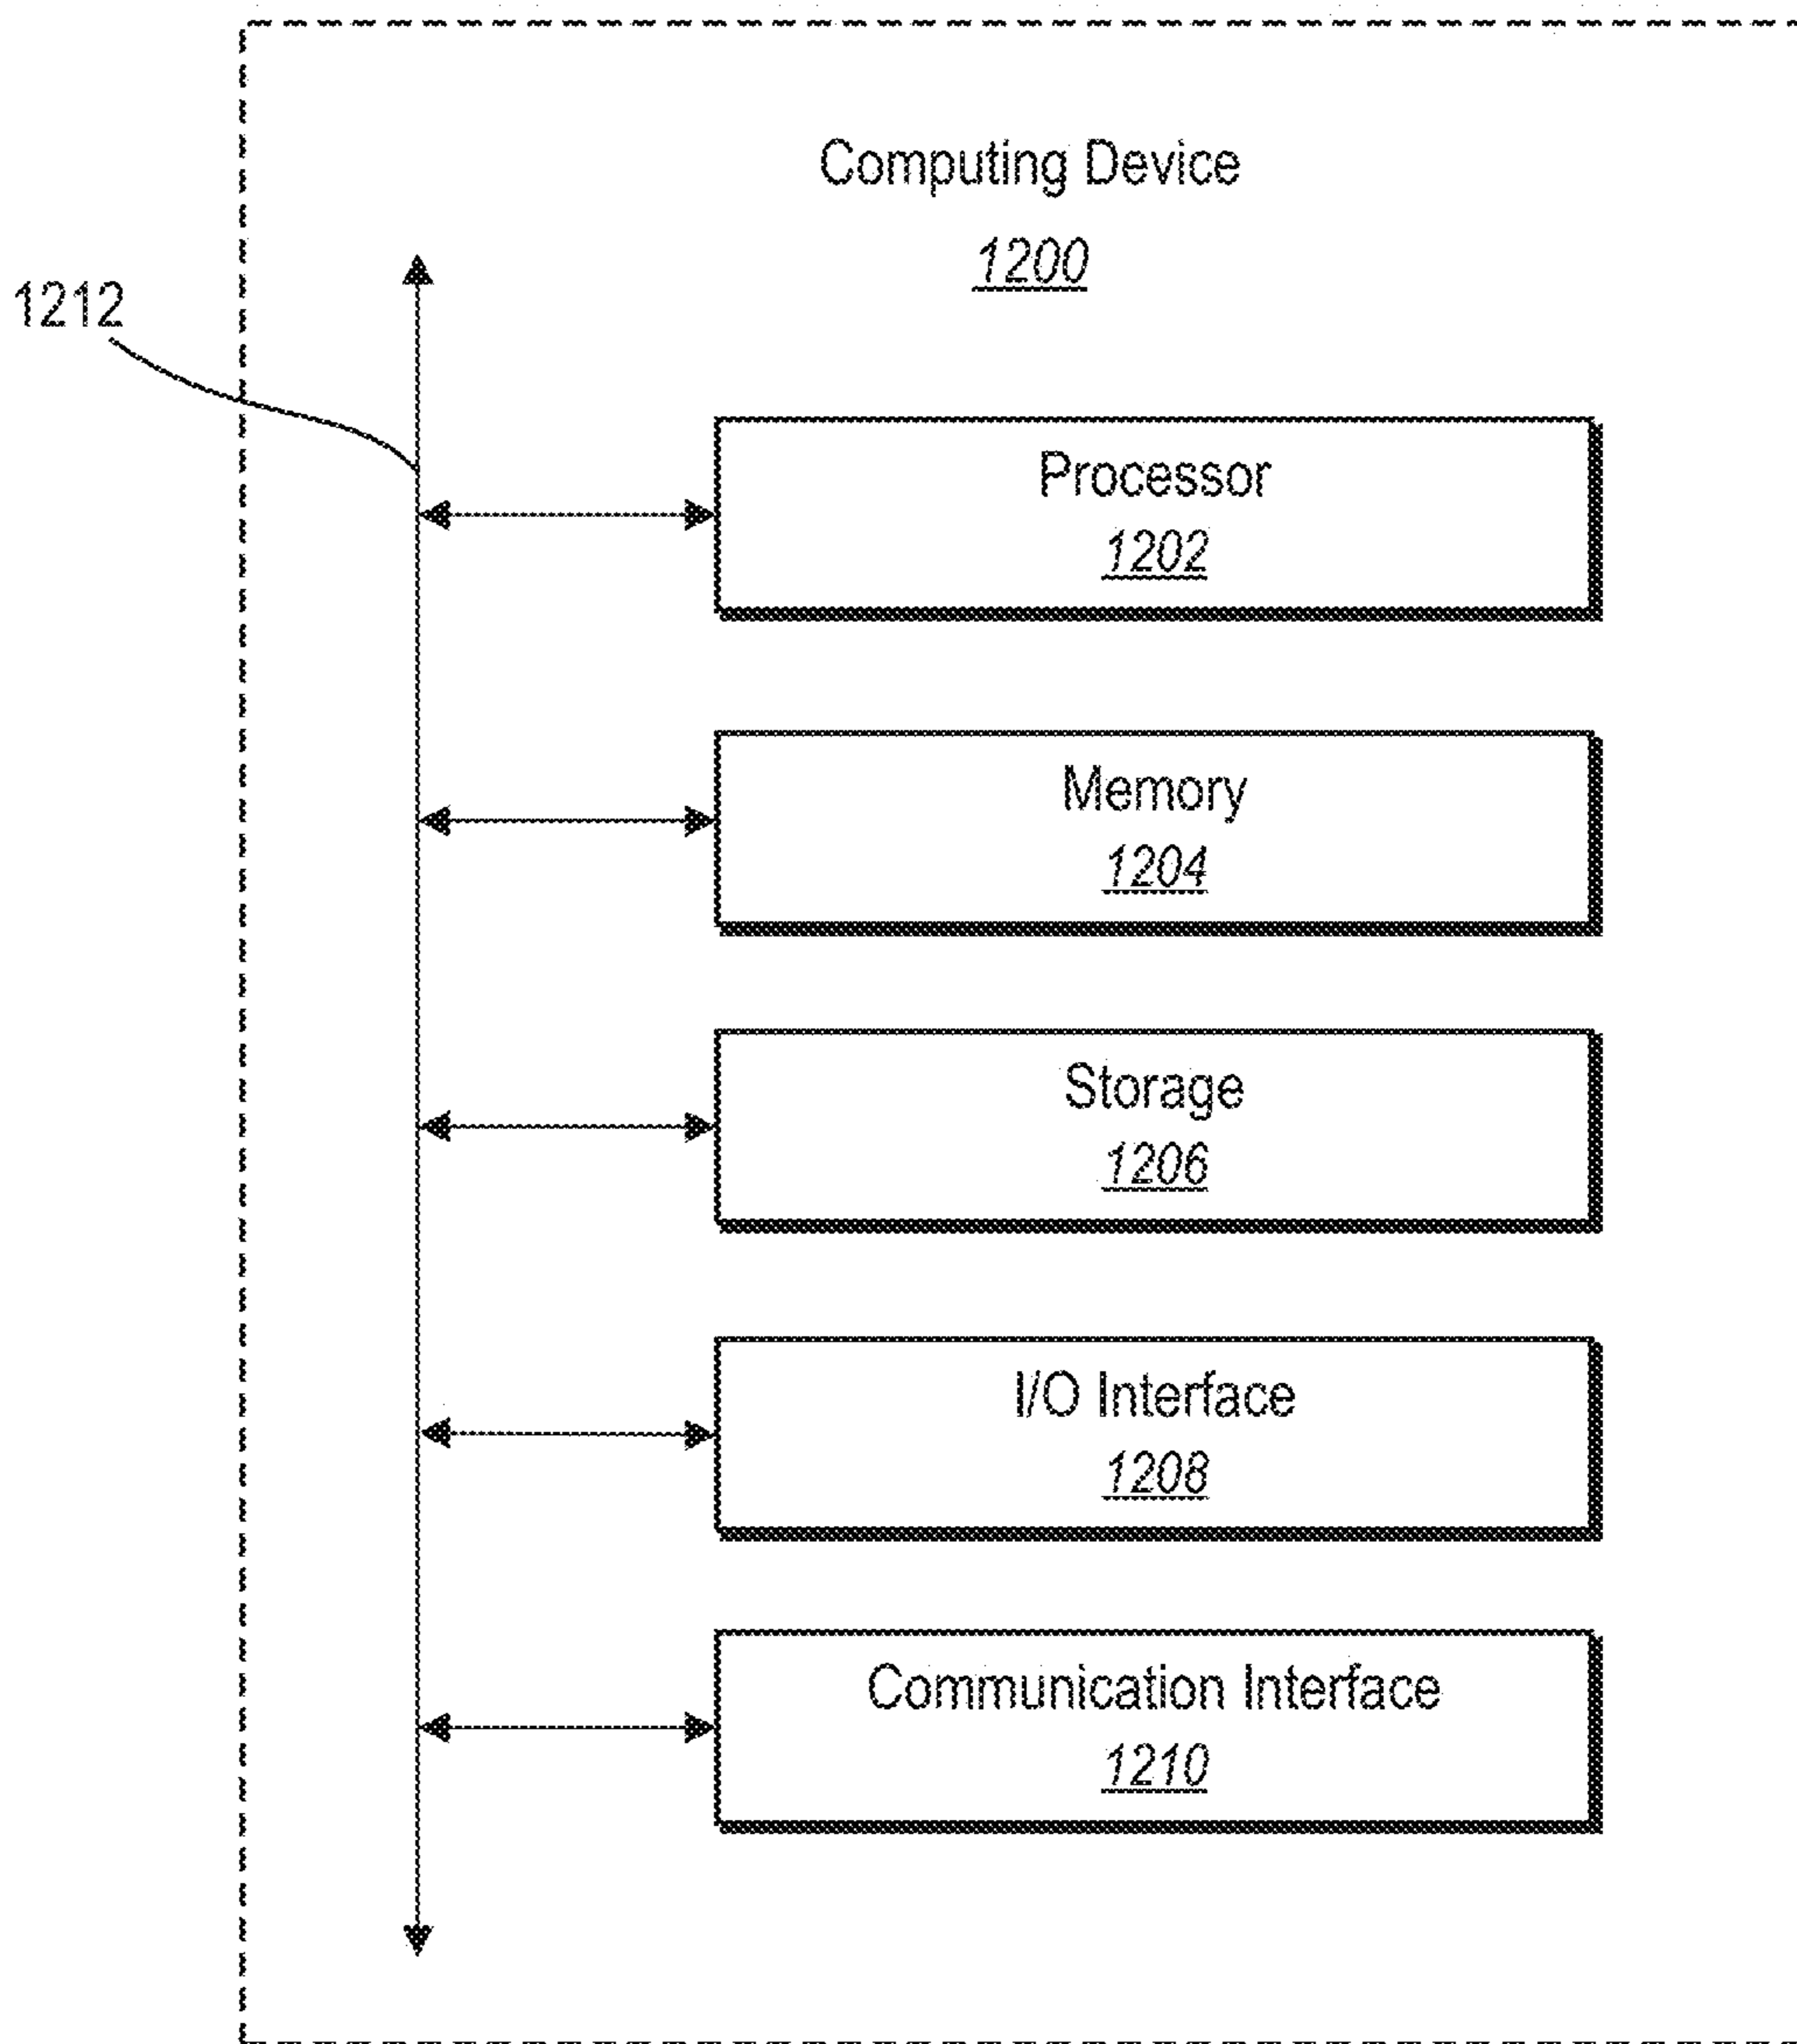 Computing Device
1200
1212
Processor
1202
Memory
1204
Storage
1206
I/O Interface
1208
Communication Interface
1210